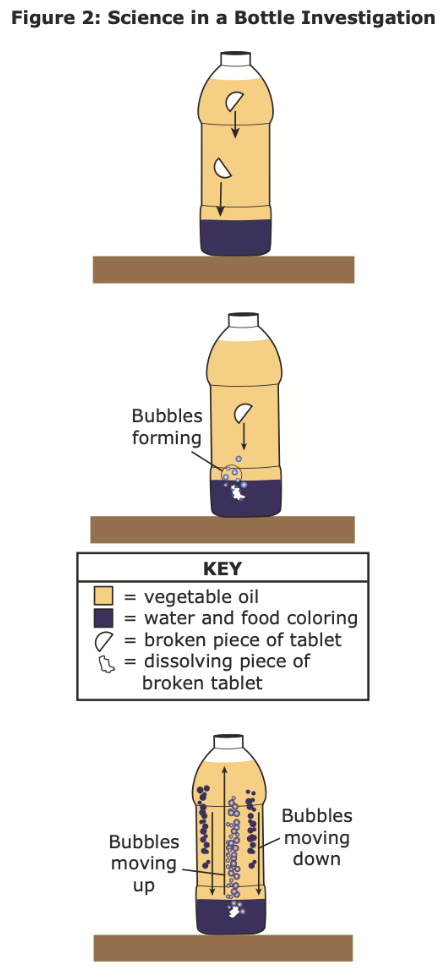 Figure 2: Science in a Bottle Investigation
Bubbles
forming
KEY
= vegetable oil
= water and food coloring
= broken piece of tablet
= dissolving piece of
broken tablet
Bubbles
moving
up
Bubbles
moving
down